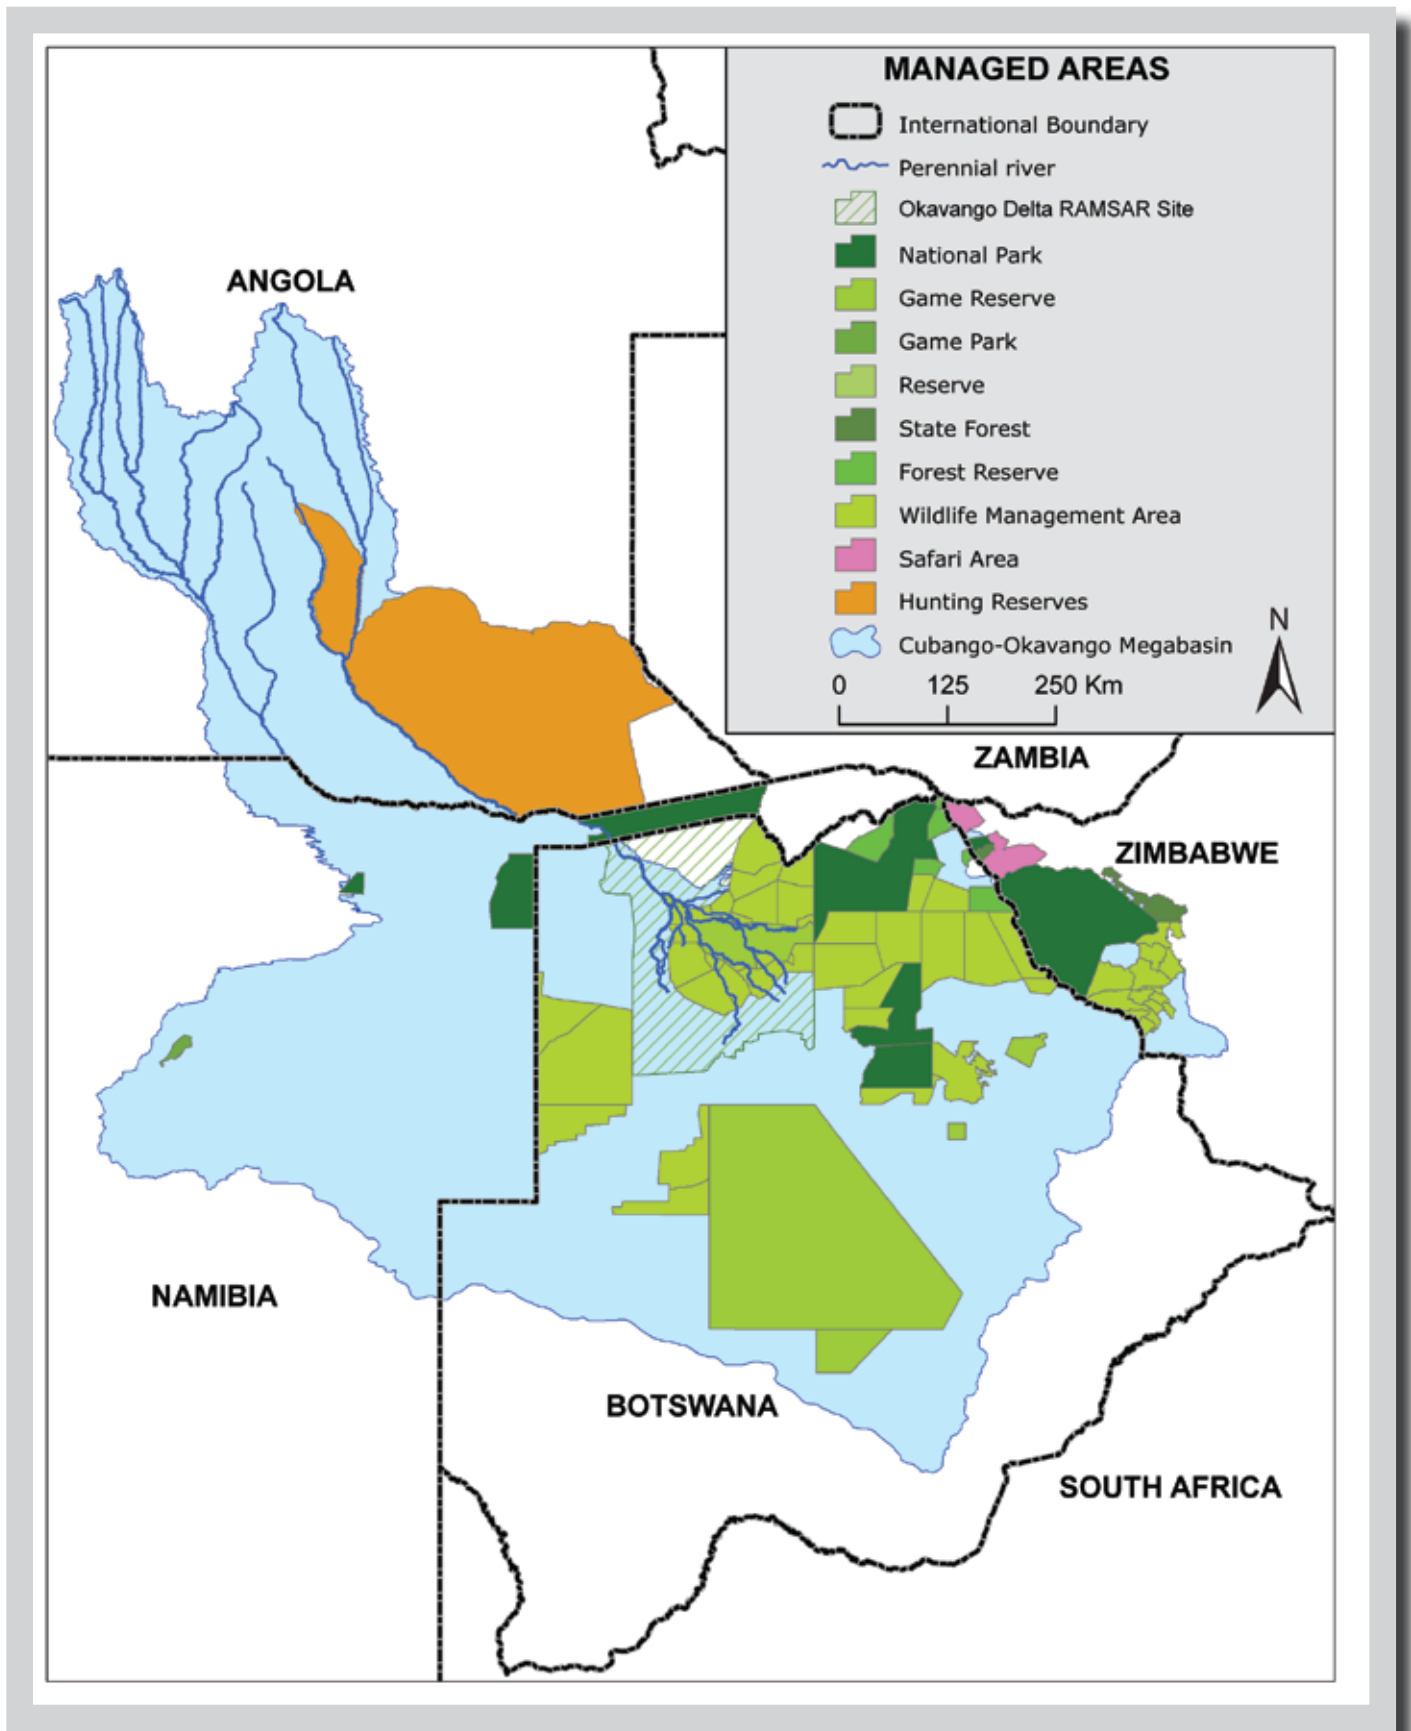 MANAGED AREAS
International Boundary
Perennial river
Okavango Delta RAMSAR Site
National Park
Game Reserve
Game Park
Reserve
State Forest
Forest Reserve
Wildlife Management Area
Safari Area
Hunting Reserves
Cubango-Okavango Megabasin
N
0 125 250 Km
ANGOLA
ZAMBIA
ZIMBABWE
NAMIBIA
BOTSWANA
SOUTH AFRICA